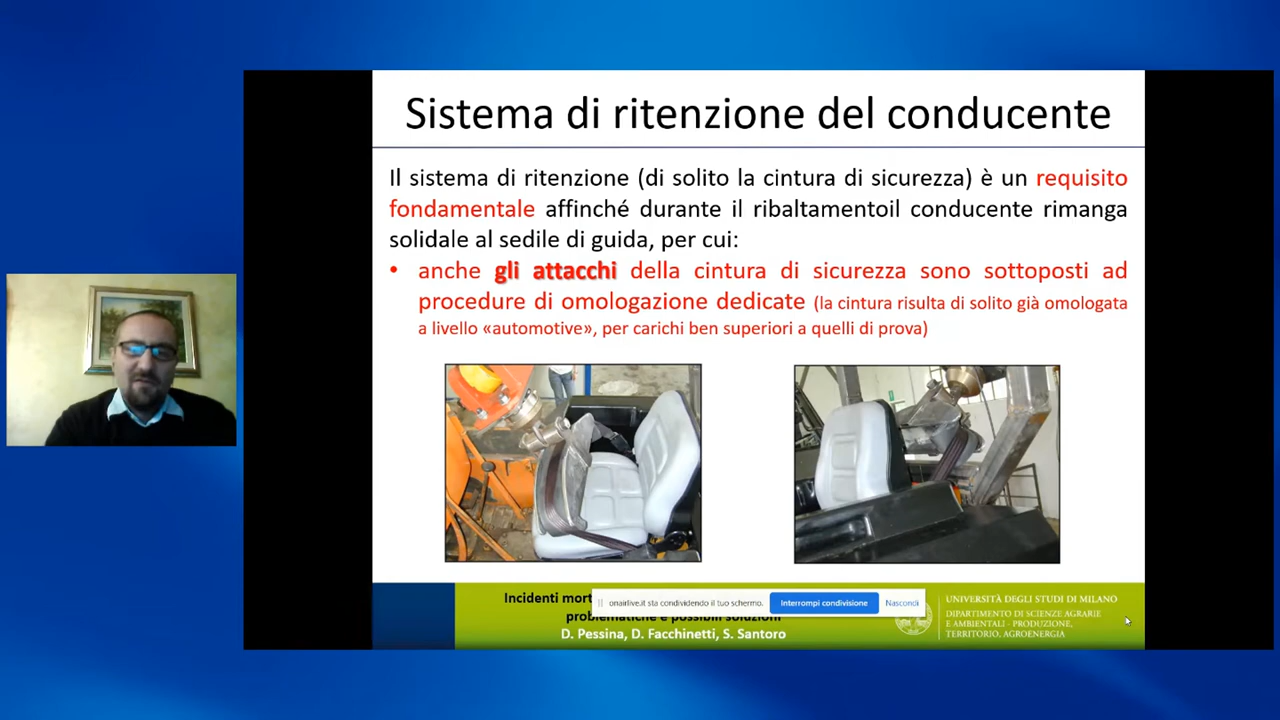 Sistema di ritenzione del conducente
Il sistema di ritenzione (di solito la cintura di sicurezza) è un requisito
fondamentale affinché durante il ribaltamentoil conducente rimanga
solidale al sedile di guida, per cui:
• anche gli attacchi della cintura di sicurezza sono sottoposti ad
procedure di omologazione dedicate (la cintura risulta di solito già omologata
a livello «automotive», per carichi ben superiori a quelli di prova)
Incidenti
onairlive.it sta condividendo il tuo schermo.
Interrompi condivisione
Nascondi
problematiche e possibili soluzioni
D. Pessina, D. Facchinetti, S. Santoro
UNIVERSITÀ DEGLI STUDI DI MILANO
DIPARTIMENTO DI SCIENZE AGRARIE
E AMBIENTALI - PRODUZIONE,
TERRITORIO, AGROENERGIA